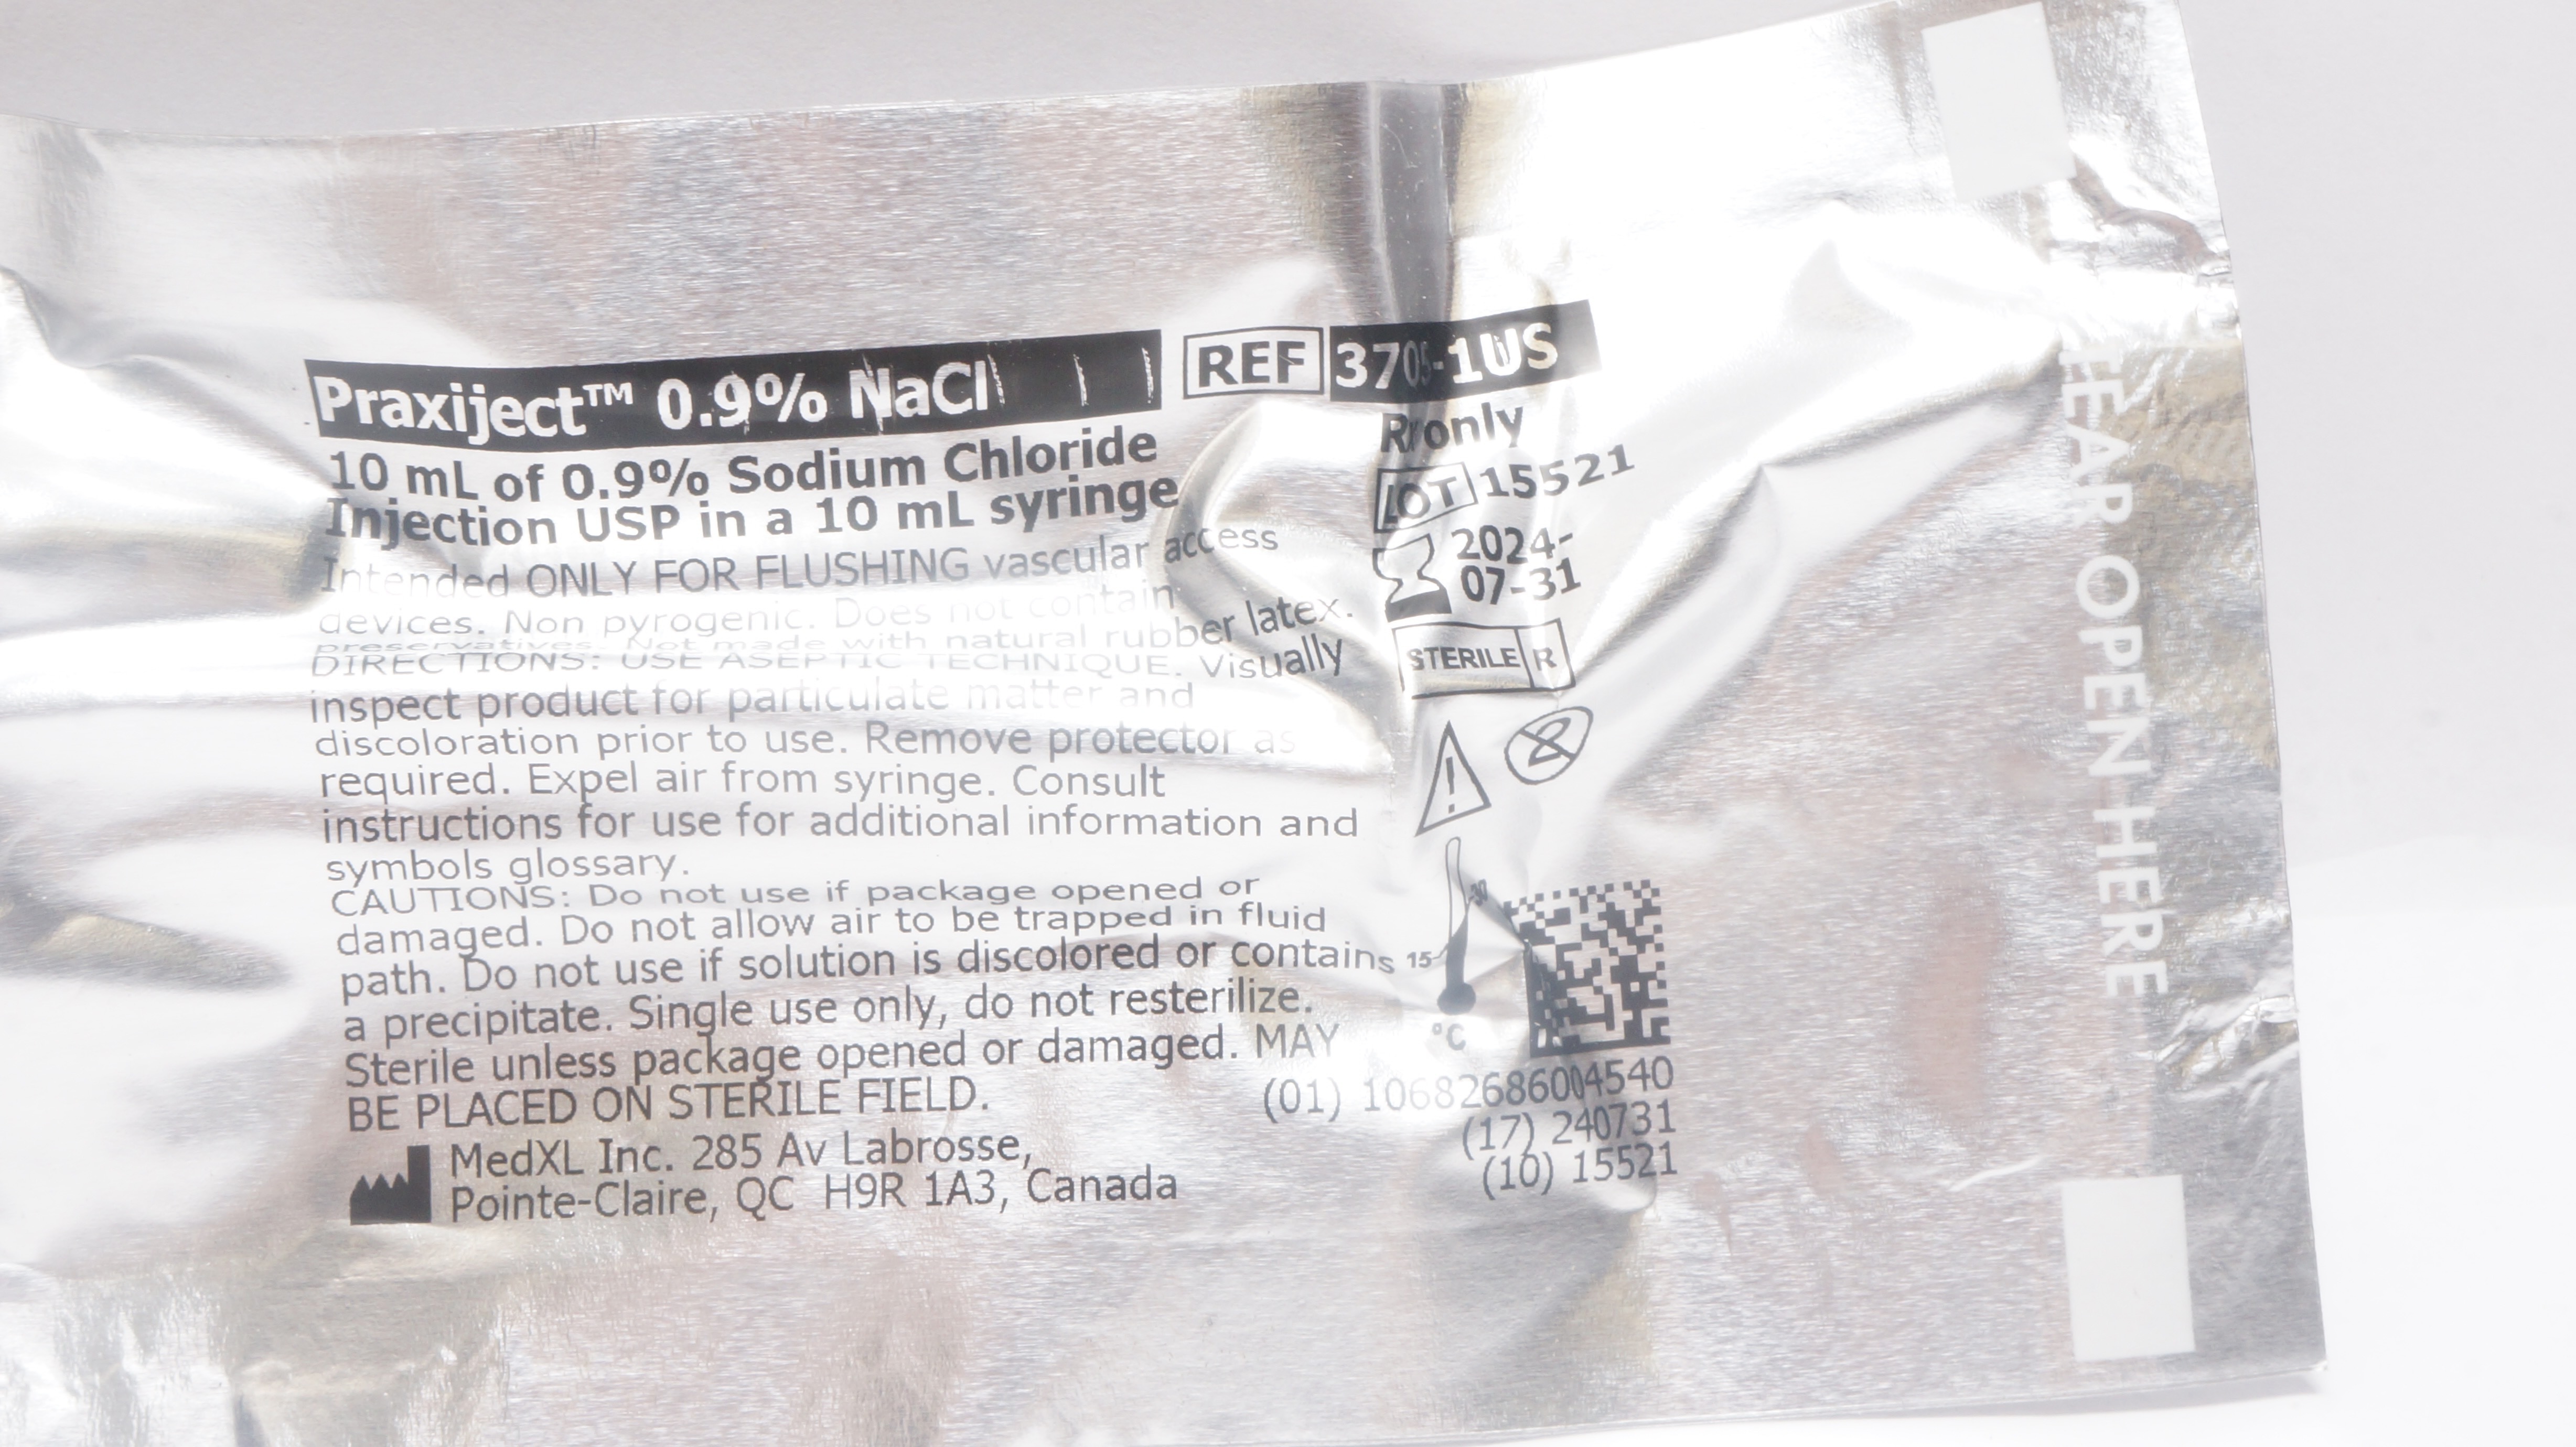 Praxiject™ 0.9% NaCl
10 mL of 0.9% Sodium Chloride
Injection USP in a 10 mL syringe
Intended ONLY FOR FLUSHING vascular access
devices. Non pyrogenic. Does not contain
preservatives. Not made with natural rubber latex.
DIRECTIONS: USE ASEPTIC TECHNIQUE. Visually
inspect product for particulate matter and
discoloration prior to use. Remove protector as
required. Expel air from syringe. Consult
instructions for use for additional information and
symbols glossary.
CAUTIONS: Do not use if package opened or
damaged. Do not allow air to be trapped in fluid
path. Do not use if solution is discolored or contains
a precipitate. Single use only, do not resterilize.
Sterile unless package opened or damaged. MAY
BE PLACED ON STERILE FIELD.
MedXL Inc. 285 Av Labrosse,
Pointe-Claire, QC H9R 1A3, Canada
REF 3705-1US
Rx only
LOT 15521
2024-
07-31
STERILE R
2
30
15
°C
(01) 10682686004540
(17) 240731
(10) 15521
TEAR OPEN HERE